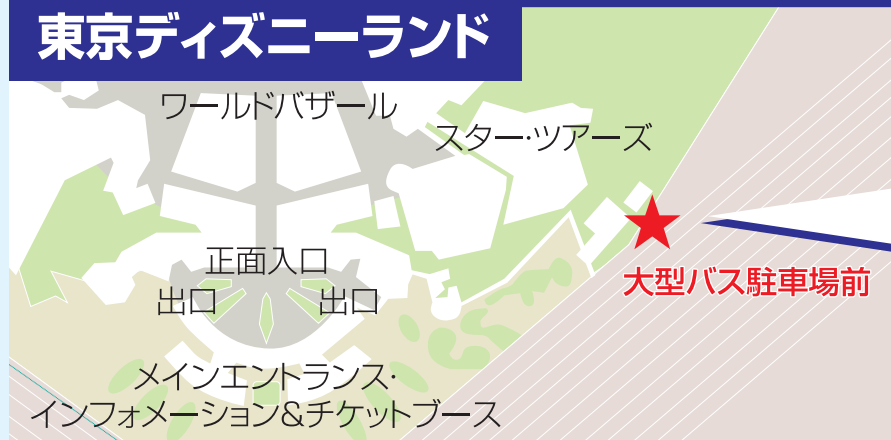 東京ディズニーランド
ワールドバザール
スター・ツアーズ
正面入口
出口
出口
大型バス駐車場前
メインエントランス・
インフォメーション&チケットブース